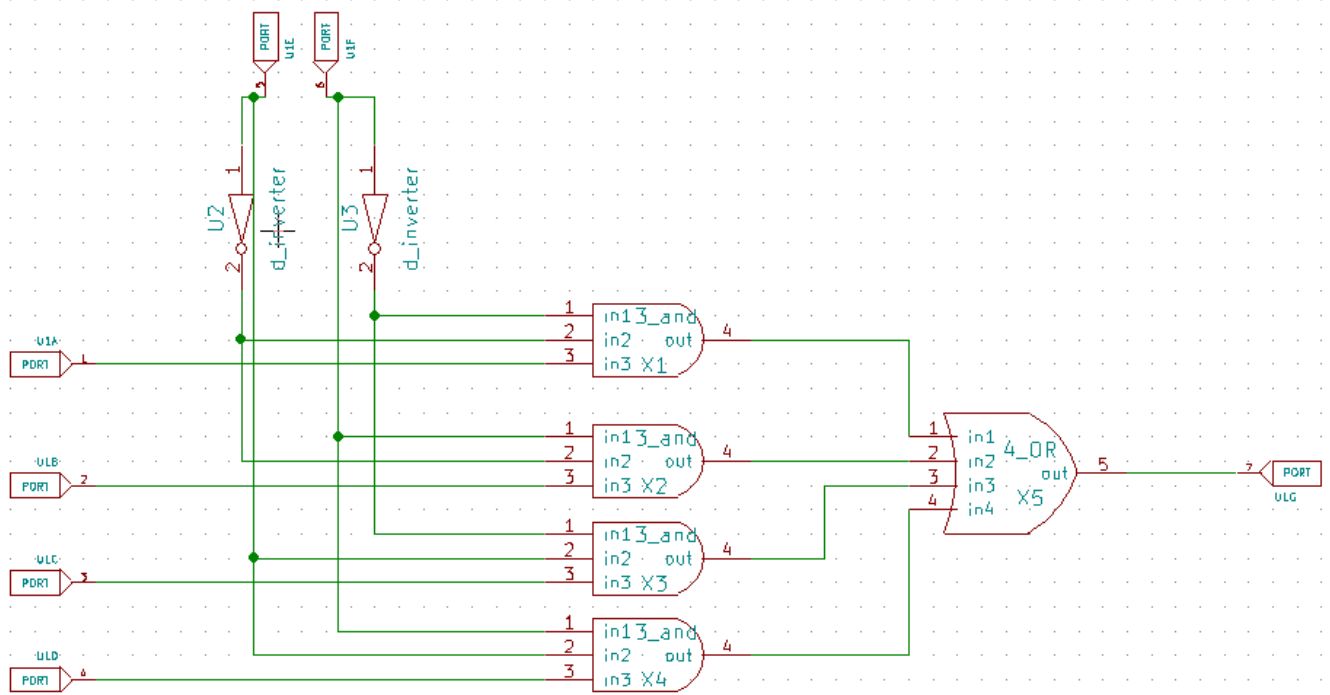 PORT
U1E
5
PORT
U1F
6
1
U2
d_inverter
2
1
U3
d_inverter
2
U1A
PORT
1
1
2
3
in1 3_and
in2 out
in3 X1
4
U1B
PORT
2
1
2
3
in1 3_and
in2 out
in3 X2
4
U1C
PORT
3
1
2
3
in1 3_and
in2 out
in3 X3
4
U1D
PORT
4
1
2
3
in1 3_and
in2 out
in3 X4
4
1
2
3
4
in1
in2
in3
in4
4_OR
out
X5
5
7
PORT
U1G